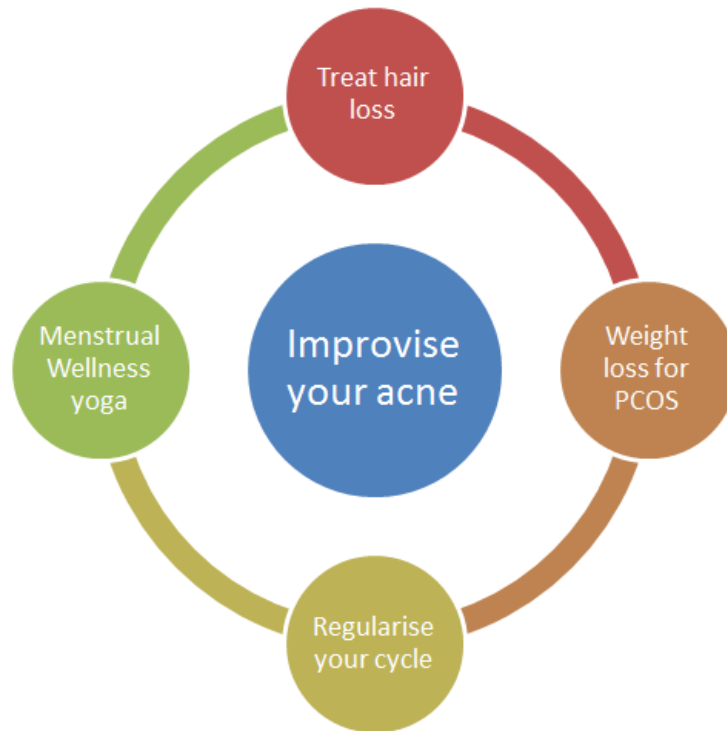 Treat hair
loss
Menstrual
Wellness
yoga
Improvise
your acne
Weight
loss for
PCOS
Regularise
your cycle